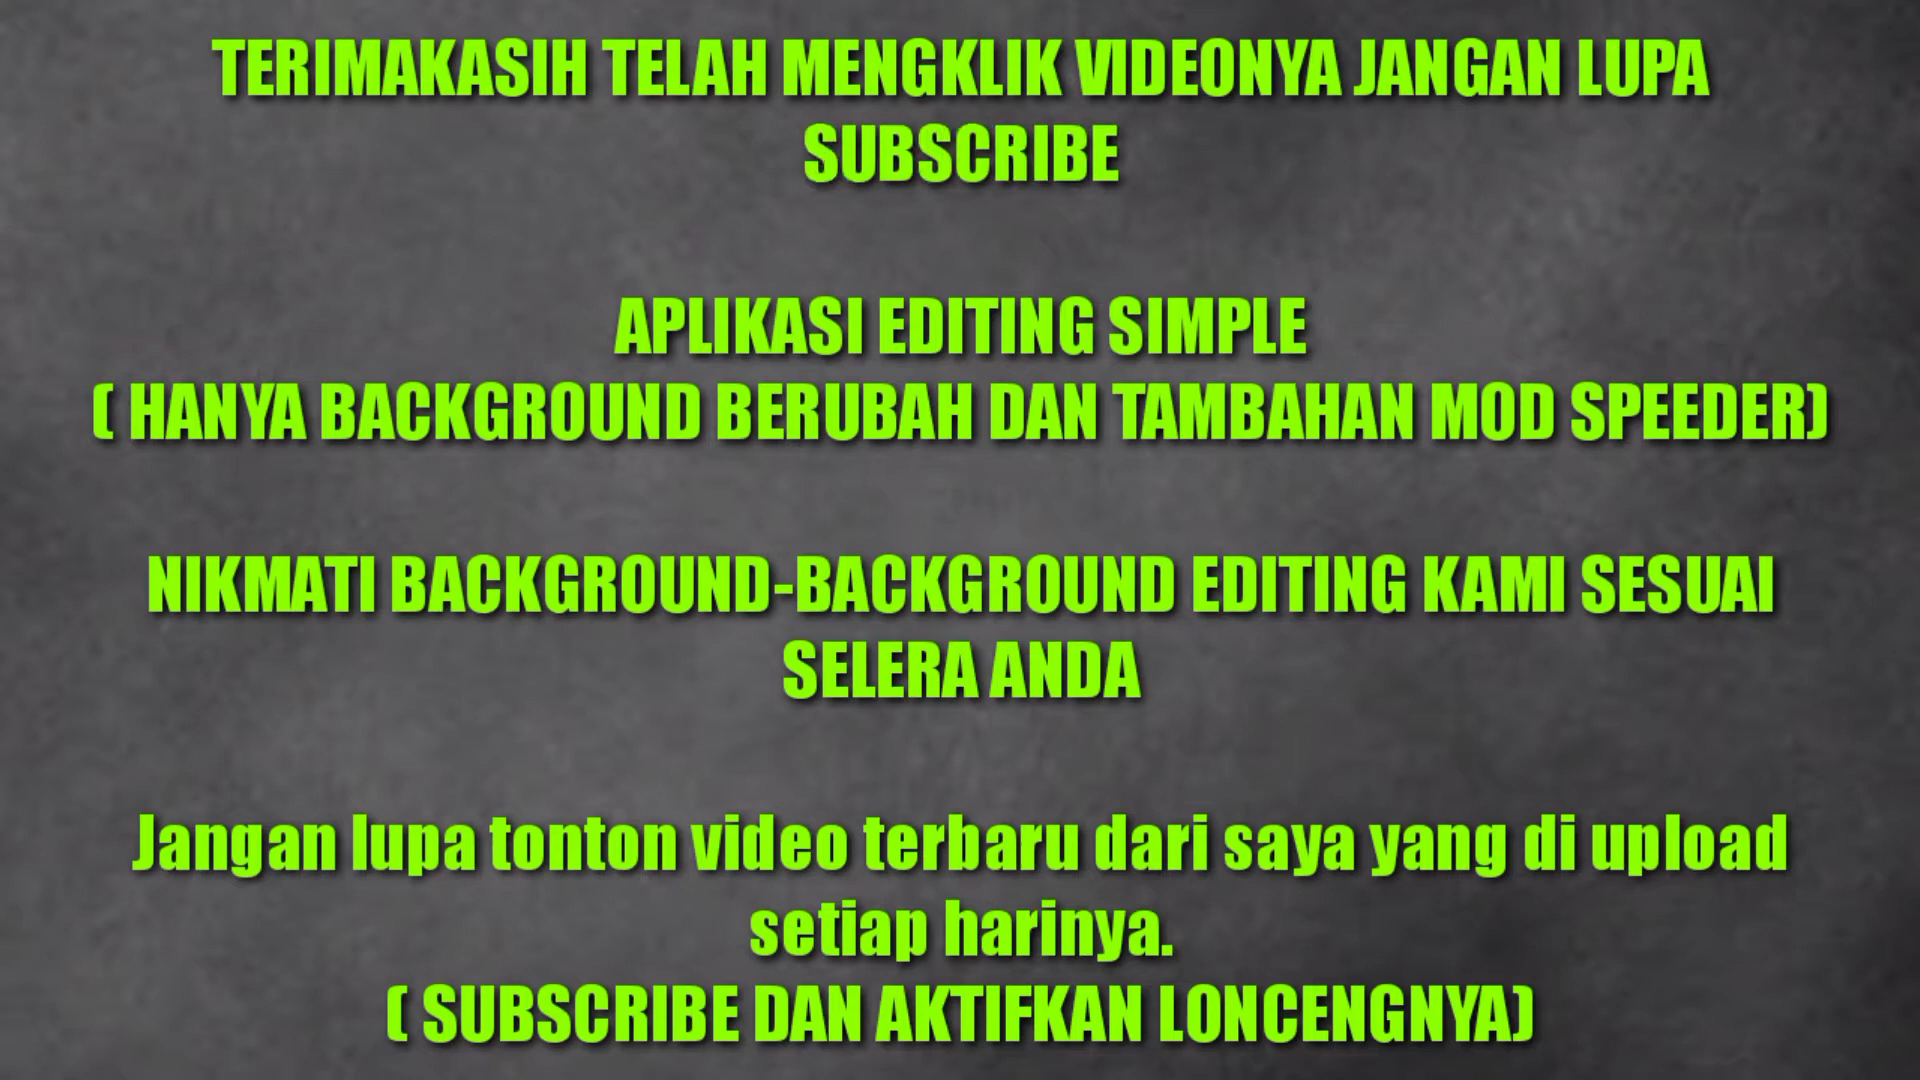 TERIMAKASIH TELAH MENGKLIK VIDEONYA JANGAN LUPA
SUBSCRIBE
APLIKASI EDITING SIMPLE
( HANYA BACKGROUND BERUBAH DAN TAMBAHAN MOD SPEEDER)
NIKMATI BACKGROUND-BACKGROUND EDITING KAMI SESUAI
SELERA ANDA
Jangan lupa tonton video terbaru dari saya yang di upload
setiap harinya.
( SUBSCRIBE DAN AKTIFKAN LONCENGNYA)